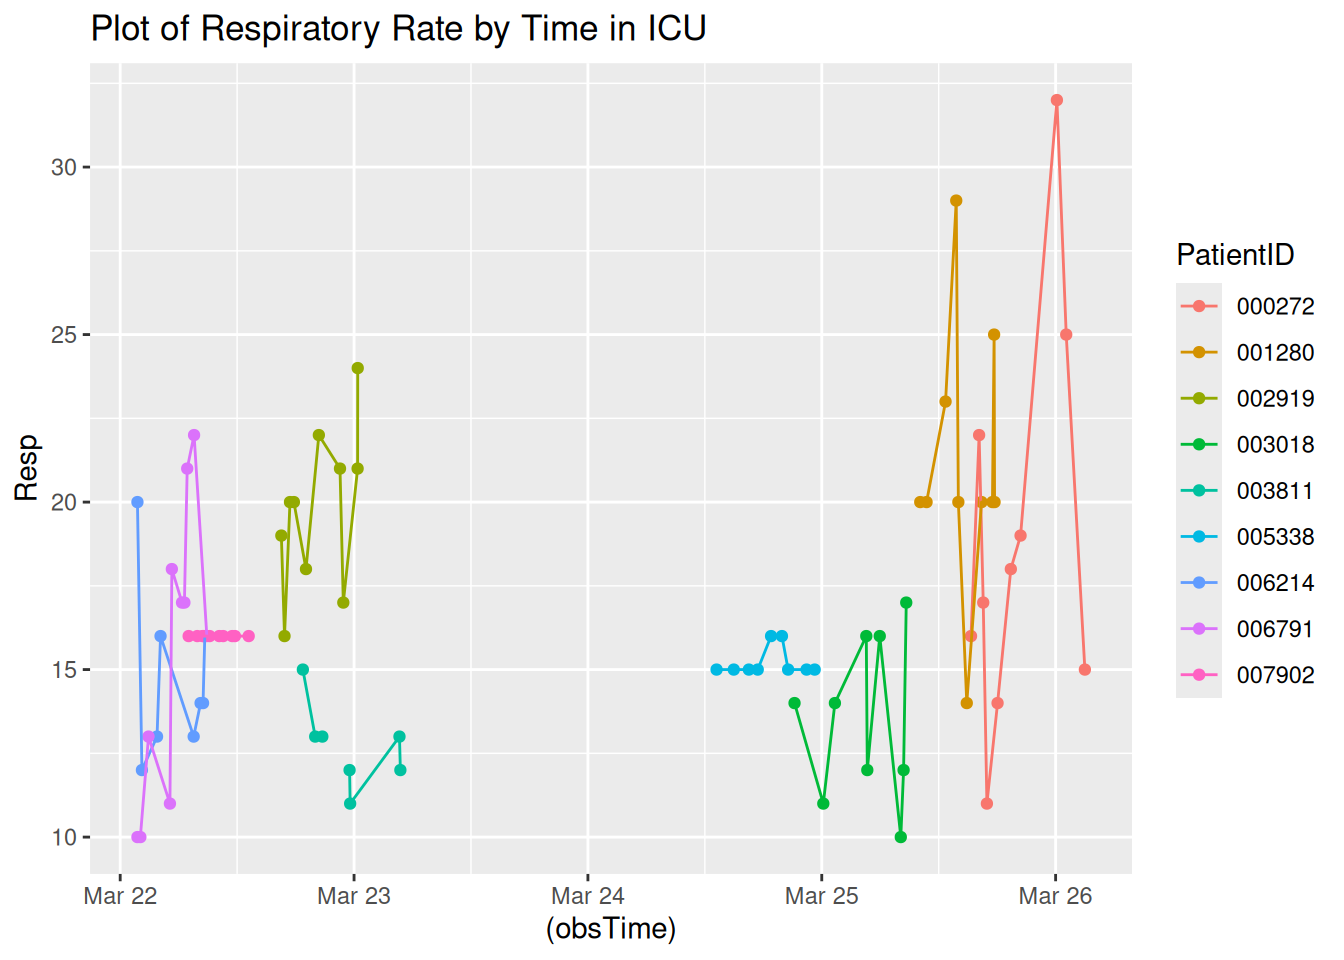 Plot of Respiratory Rate by Time in ICU
Resp
30
25
20
15
10
Mar 22 Mar 23 Mar 24 Mar 25 Mar 26
(obsTime)
PatientID
000272
001280
002919
003018
003811
005338
006214
006791
007902